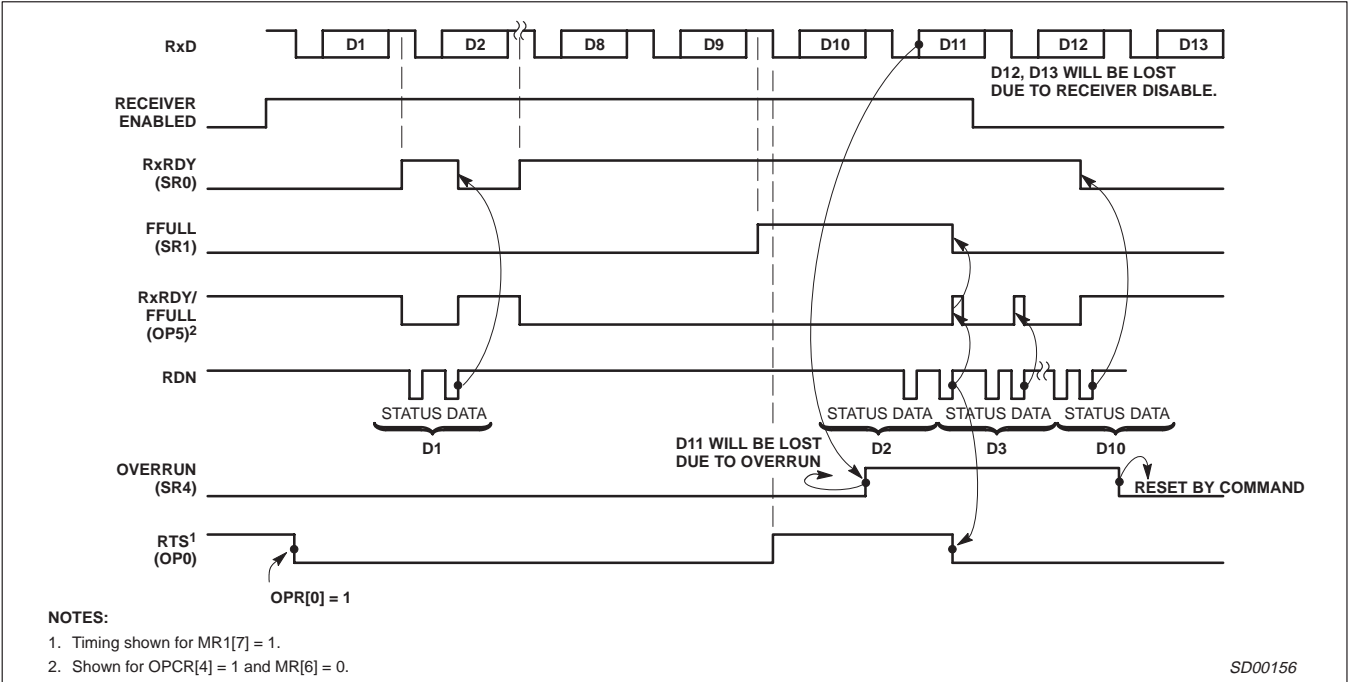 RxD
D1
D2
D8
D9
D10
D11
D12
D13
D12, D13 WILL BE LOST
DUE TO RECEIVER DISABLE.
RECEIVER
ENABLED
RxRDY
(SR0)
FFULL
(SR1)
RxRDY/
FFULL
(OP5)2
RDN
STATUS DATA
D1
STATUS DATA
D2
STATUS DATA
D3
STATUS DATA
D10
D11 WILL BE LOST
DUE TO OVERRUN
OVERRUN
(SR4)
RESET BY COMMAND
RTS1
(OP0)
OPR[0] = 1
NOTES:
1. Timing shown for MR1[7] = 1.
2. Shown for OPCR[4] = 1 and MR[6] = 0.
SD00156